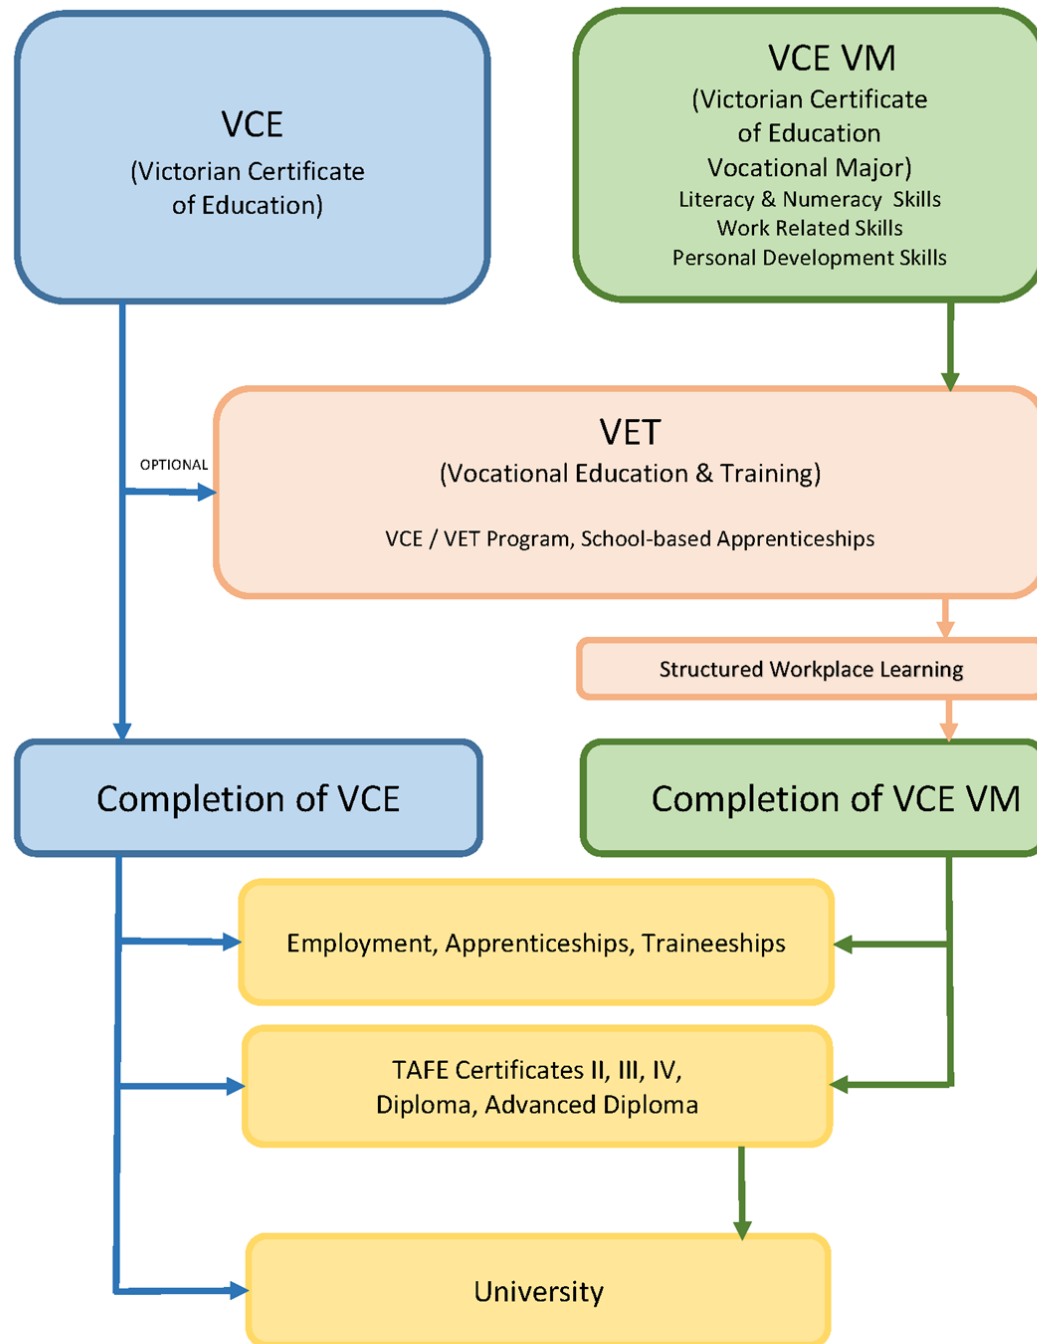 VCE
(Victorian Certificate
of Education)
VCE VM
(Victorian Certificate
of Education
Vocational Major)
Literacy & Numeracy Skills
Work Related Skills
Personal Development Skills
OPTIONAL
VET
(Vocational Education & Training)
VCE / VET Program, School-based Apprenticeships
Structured Workplace Learning
Completion of VCE
Completion of VCE VM
Employment, Apprenticeships, Traineeships
TAFE Certificates II, III, IV,
Diploma, Advanced Diploma
University